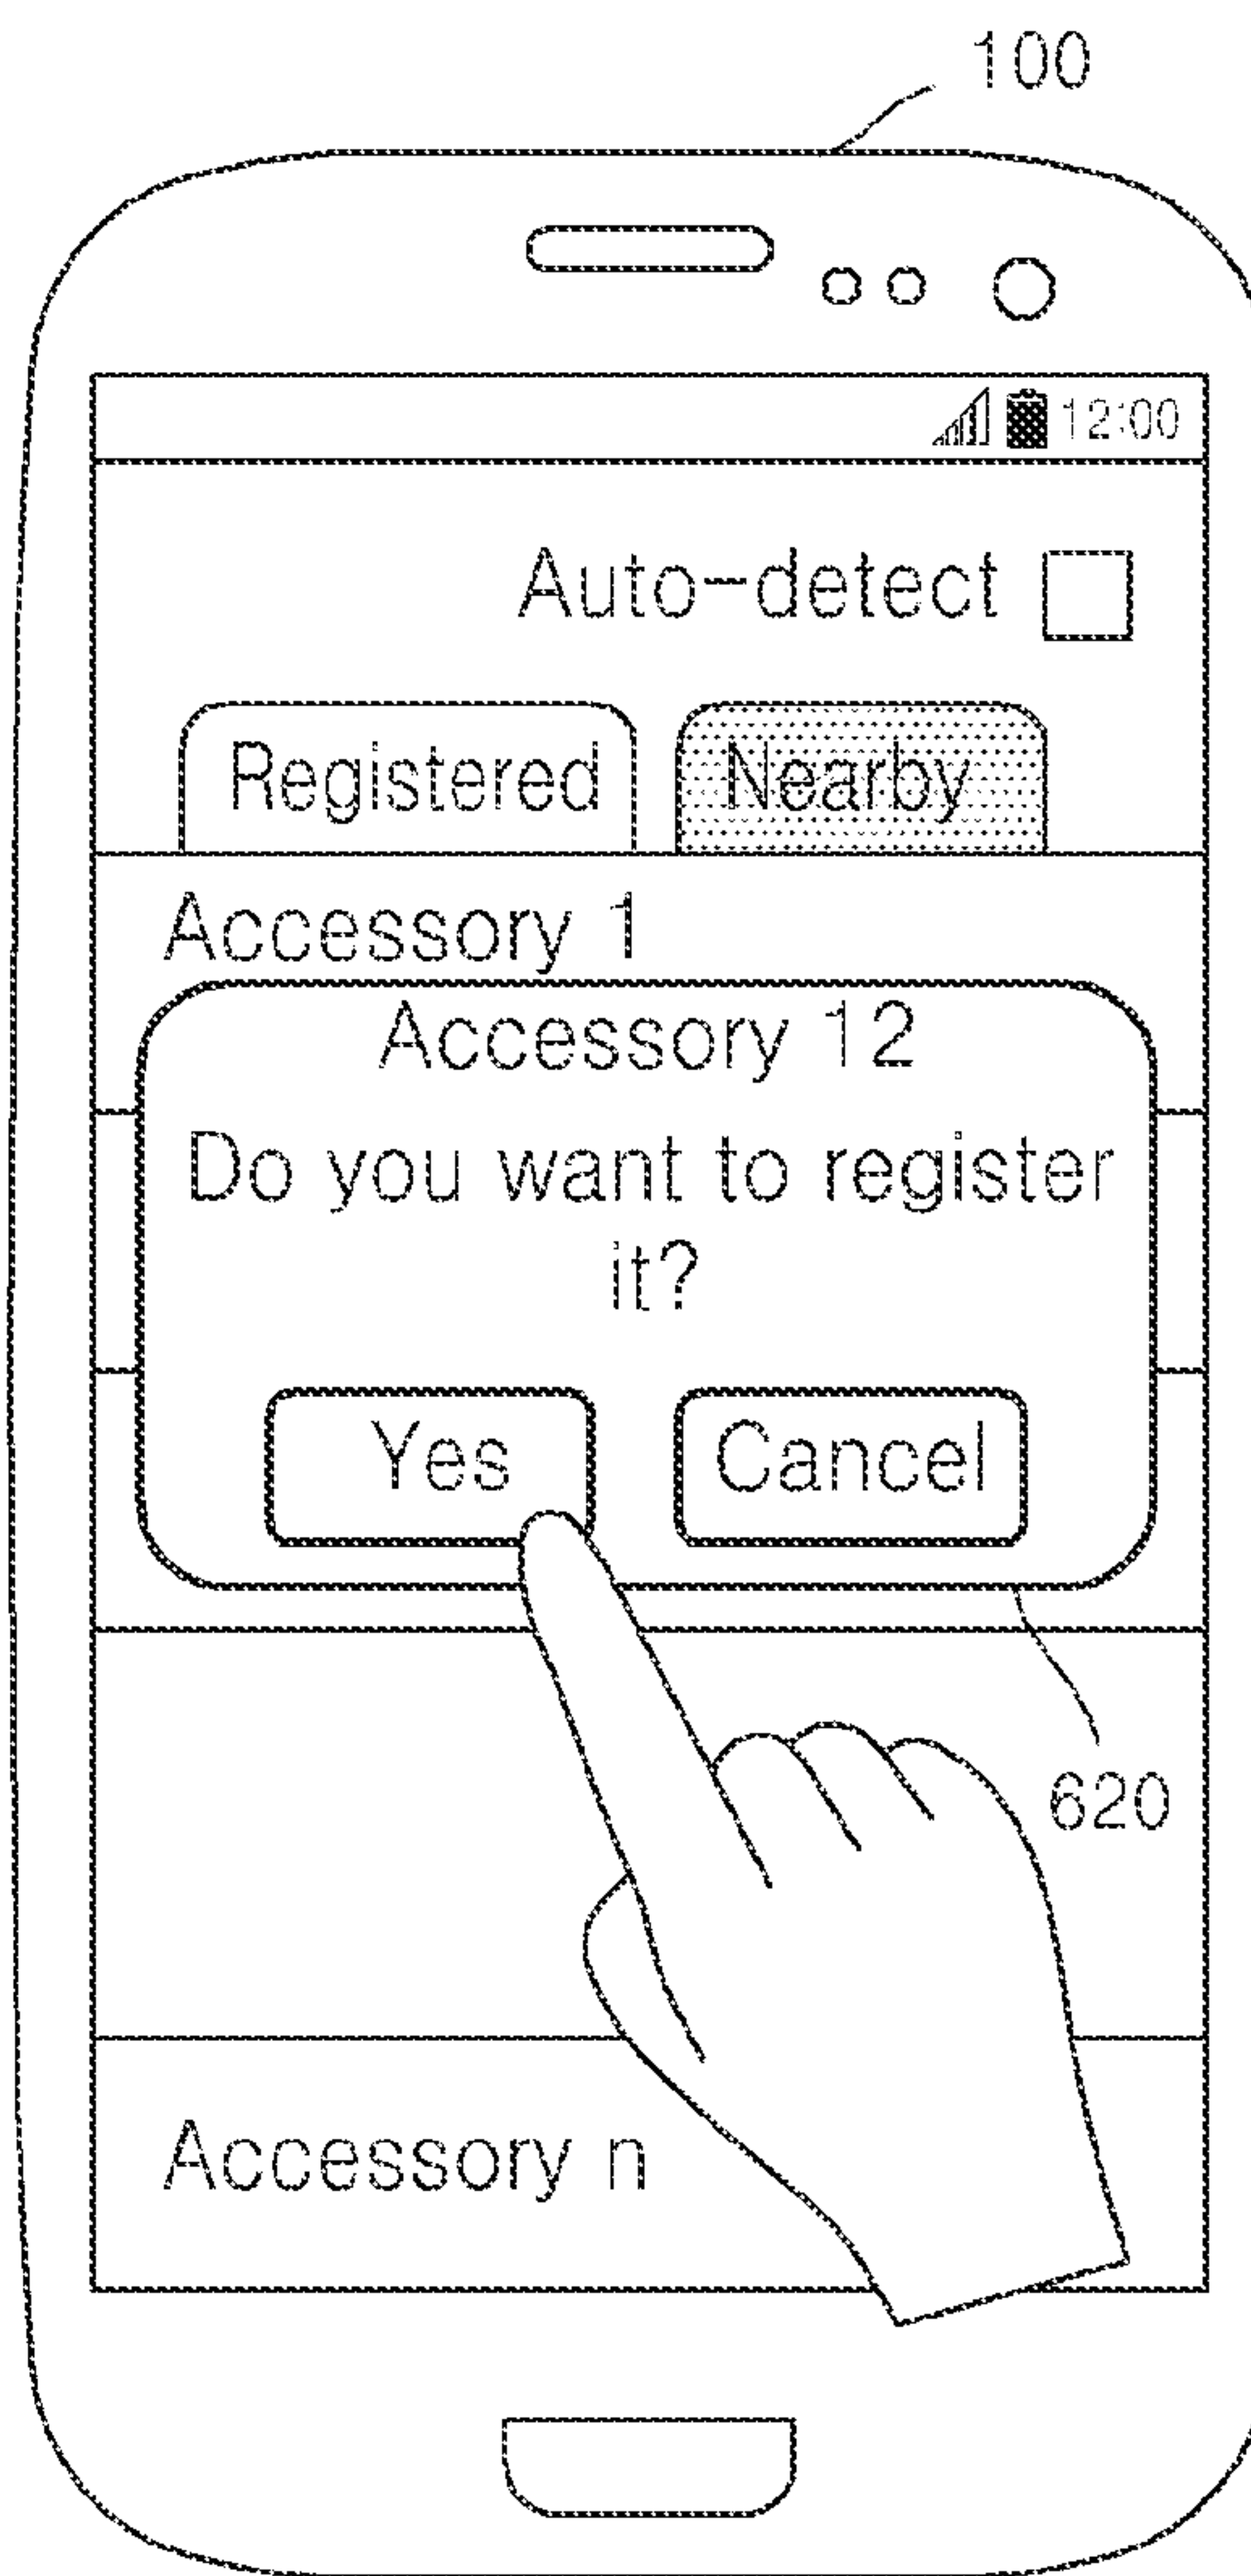 100
12:00
Auto-detect
Registered Nearby
Accessory 1
Accessory 12
Do you want to register
it?
Yes Cancel
620
Accessory n